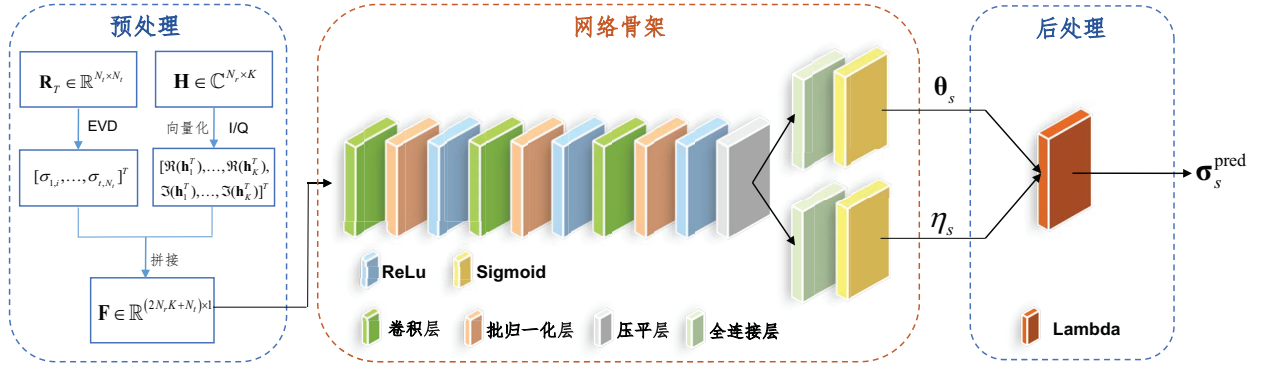 预处理
R_T ∈ ℝ^{N_t×N_t}
H ∈ ℂ^{N_r×K}
EVD
向量化 I/Q
[σ_{1,t},…,σ_{t,N_t}]^T
[ℜ(h_1^T),…,ℜ(h_K^T),
ℑ(h_1^T),…,ℑ(h_K^T)]^T
拼接
F ∈ ℝ^{(2N_rK+N_t)×1}
网络骨架
ReLu
Sigmoid
卷积层
批归一化层
压平层
全连接层
θ_s
η_s
后处理
σ_s^{pred}
Lambda